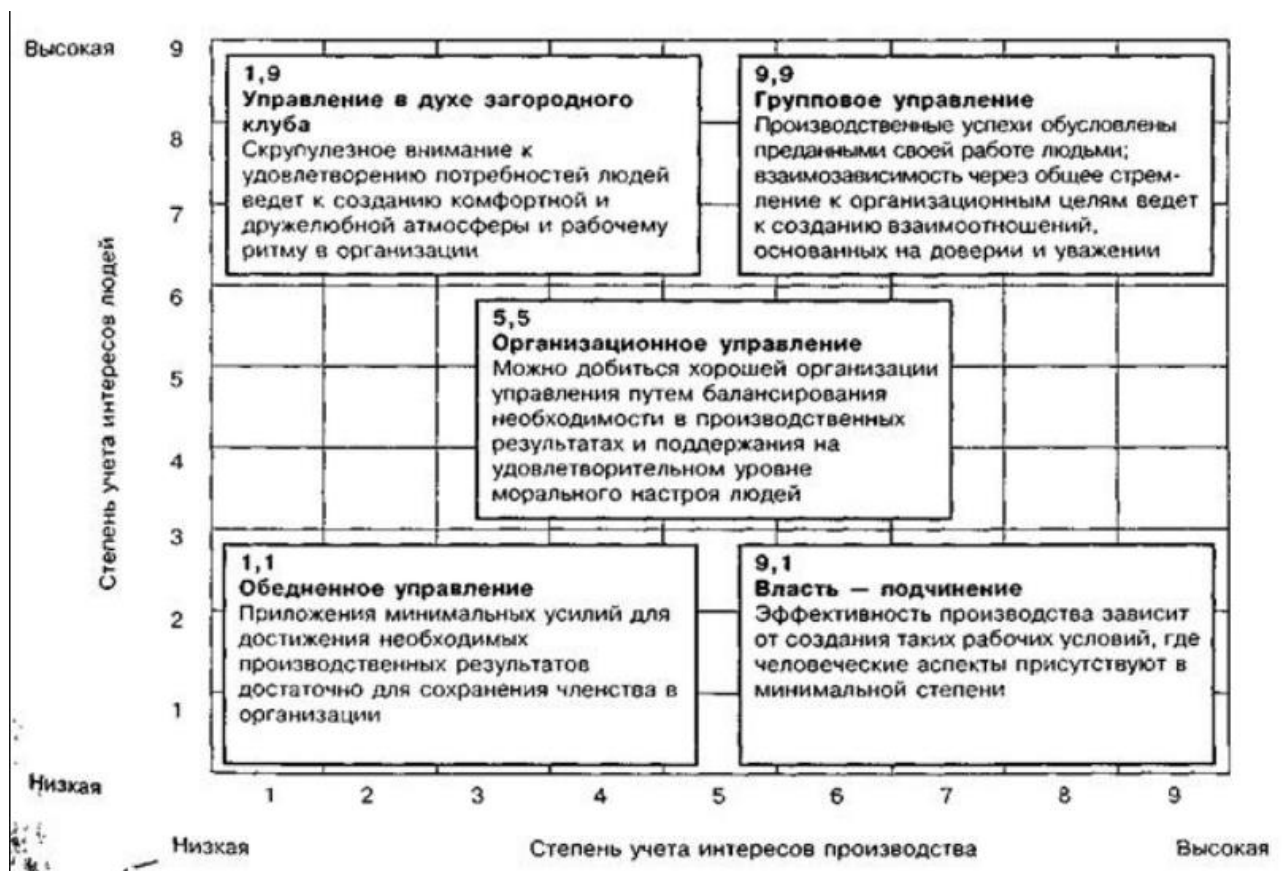 Высокая
9
8
7
6
5
4
3
2
1
Низкая
Степень учета интересов людей
1,9
Управление в духе загородного
клуба
Скрупулезное внимание к
удовлетворению потребностей людей
ведет к созданию комфортной и
дружелюбной атмосферы и рабочему
ритму в организации
9,9
Групповое управление
Производственные успехи обусловлены
преданными своей работе людьми;
взаимозависимость через общее стрем-
ление к организационным целям ведет
к созданию взаимоотношений,
основанных на доверии и уважении
5,5
Организационное управление
Можно добиться хорошей организации
управления путем балансирования
необходимости в производственных
результатах и поддержания на
удовлетворительном уровне
морального настроя людей
1,1
Обедненное управление
Приложения минимальных усилий для
достижения необходимых
производственных результатов
достаточно для сохранения членства в
организации
9,1
Власть — подчинение
Эффективность производства зависит
от создания таких рабочих условий, где
человеческие аспекты присутствуют в
минимальной степени
1 2 3 4 5 6 7 8 9
Низкая Степень учета интересов производства Высокая